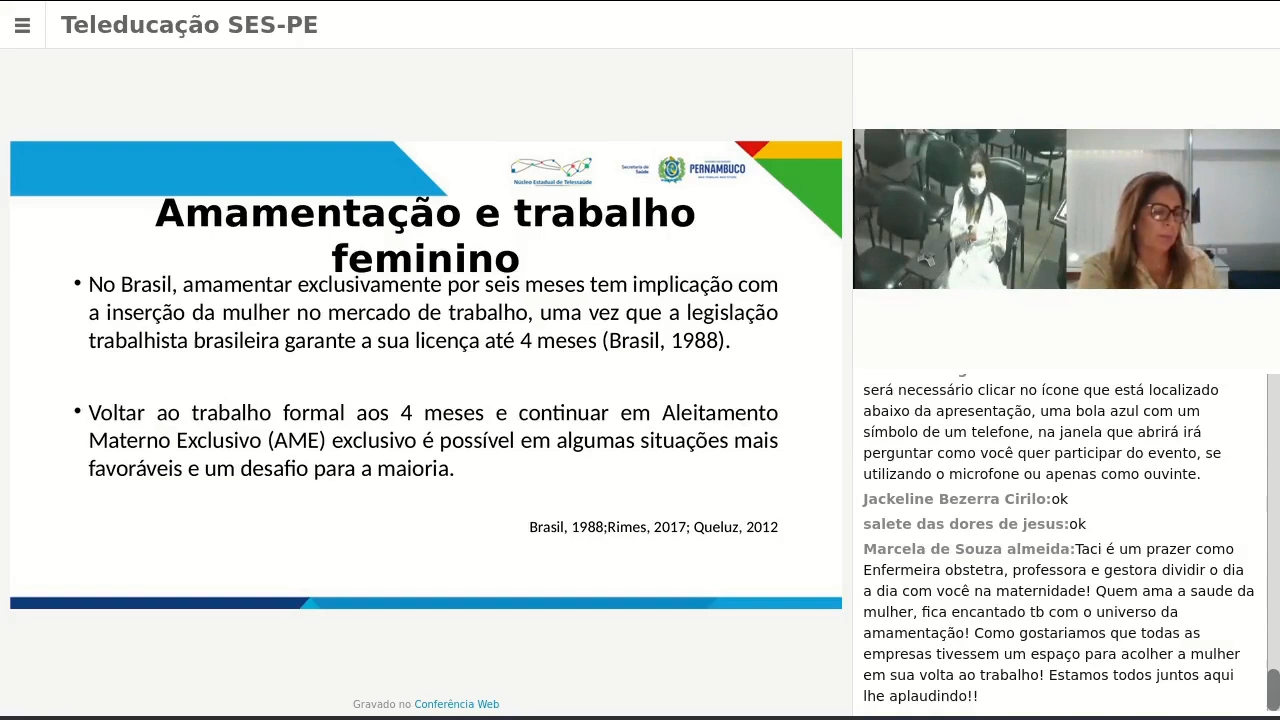 Teleducação SES-PE
Núcleo Estadual de Telessaúde
Secretaria de
Saúde
PERNAMBUCO
Amamentação e trabalho
feminino
• No Brasil, amamentar exclusivamente por seis meses tem implicação com
a inserção da mulher no mercado de trabalho, uma vez que a legislação
trabalhista brasileira garante a sua licença até 4 meses (Brasil, 1988).
• Voltar ao trabalho formal aos 4 meses e continuar em Aleitamento
Materno Exclusivo (AME) exclusivo é possível em algumas situações mais
favoráveis e um desafio para a maioria.
Brasil, 1988;Rimes, 2017; Queluz, 2012
Gravado no Conferência Web
será necessário clicar no ícone que está localizado
abaixo da apresentação, uma bola azul com um
símbolo de um telefone, na janela que abrirá irá
perguntar como você quer participar do evento, se
utilizando o microfone ou apenas como ouvinte.
Jackeline Bezerra Cirilo:ok
salete das dores de jesus:ok
Marcela de Souza almeida:Taci é um prazer como
Enfermeira obstetra, professora e gestora dividir o dia
a dia com você na maternidade! Quem ama a saude da
mulher, fica encantado tb com o universo da
amamentação! Como gostariamos que todas as
empresas tivessem um espaço para acolher a mulher
em sua volta ao trabalho! Estamos todos juntos aqui
lhe aplaudindo!!